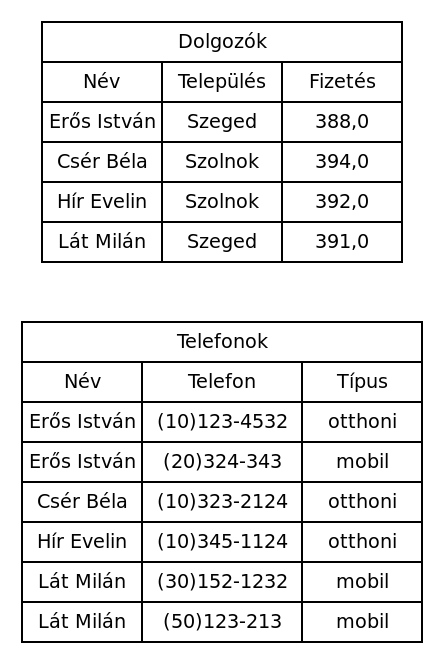 Dolgozók
Név Település Fizetés
Erős István Szeged 388,0
Csér Béla Szolnok 394,0
Hír Evelin Szolnok 392,0
Lát Milán Szeged 391,0
Telefonok
Név Telefon Típus
Erős István (10)123-4532 otthoni
Erős István (20)324-343 mobil
Csér Béla (10)323-2124 otthoni
Hír Evelin (10)345-1124 otthoni
Lát Milán (30)152-1232 mobil
Lát Milán (50)123-213 mobil